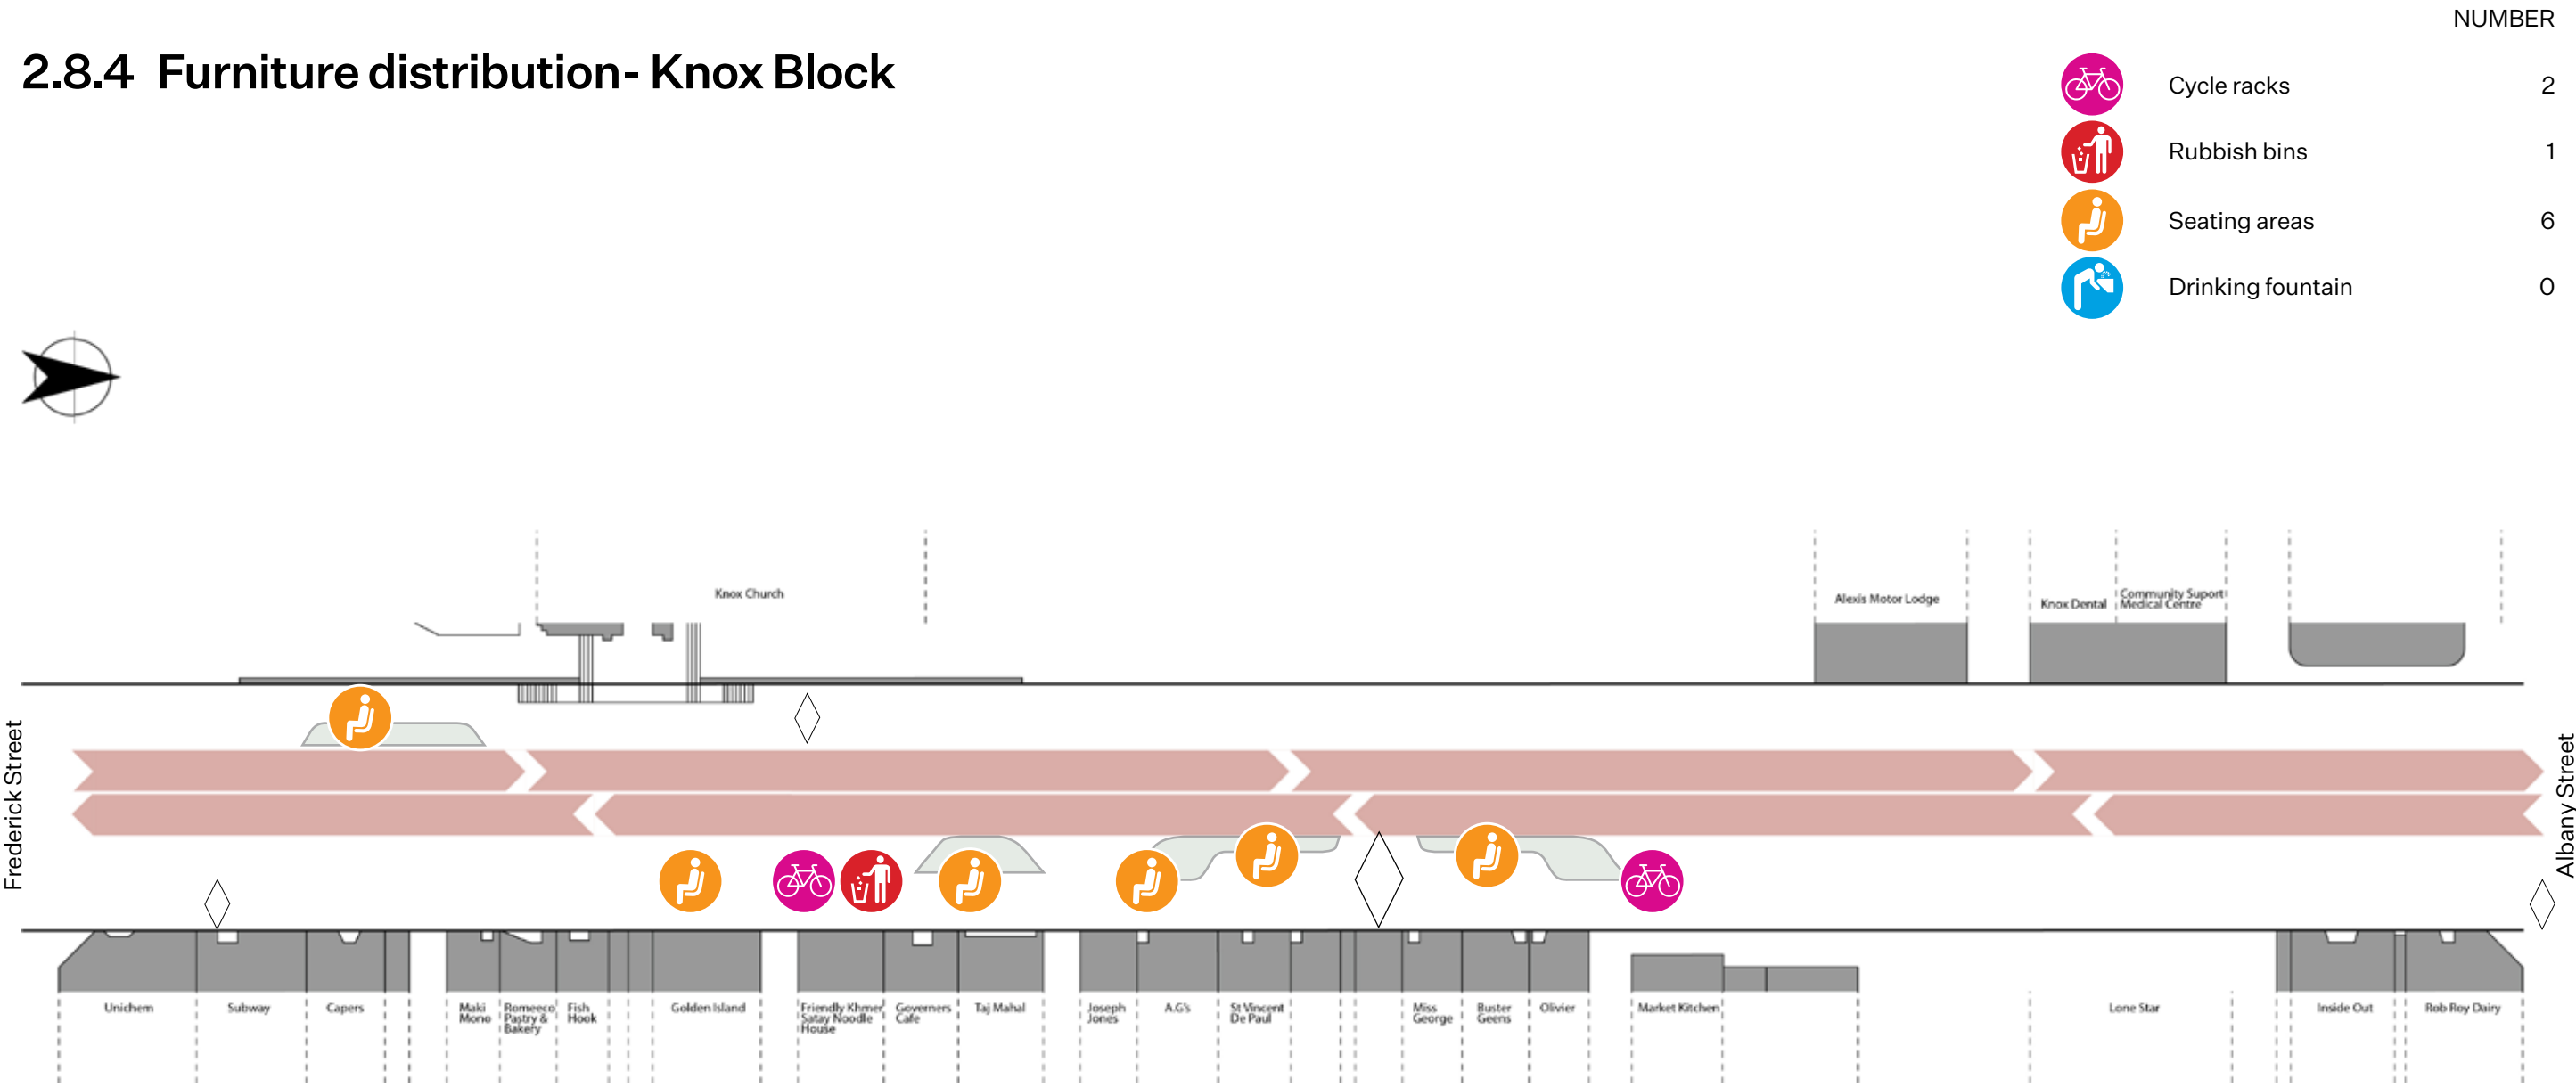 NUMBER
2.8.4 Furniture distribution- Knox Block
Cycle racks 2
Rubbish bins 1
Seating areas 6
Drinking fountain 0
Knox Church
Alexis Motor Lodge
Knox Dental
Community Suport
Medical Centre
Frederick Street
Albany Street
Unichem
Subway
Capers
Maki
Mono
Romeeco
Pastry &
Bakery
Fish
Hook
Golden Island
Friendly Khmer
Satay Noodle
House
Governers
Cafe
Taj Mahal
Joseph
Jones
A.G's
St Vincent
De Paul
Miss
George
Buster
Geens
Olivier
Market Kitchen
Lone Star
Inside Out
Rob Roy Dairy